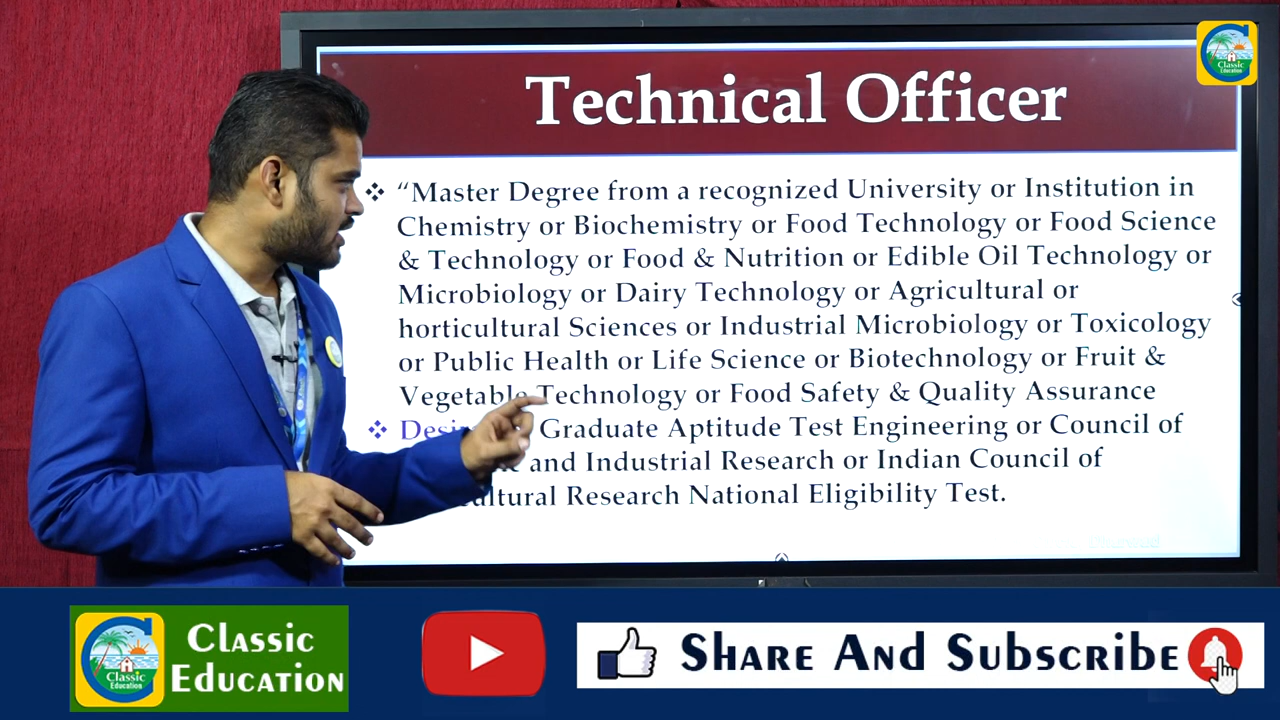 Technical Officer
Classic
Education
❖ “Master Degree from a recognized University or Institution in
Chemistry or Biochemistry or Food Technology or Food Science
& Technology or Food & Nutrition or Edible Oil Technology or
Microbiology or Dairy Technology or Agricultural or
horticultural Sciences or Industrial Microbiology or Toxicology
or Public Health or Life Science or Biotechnology or Fruit &
Vegetable Technology or Food Safety & Quality Assurance
❖ Graduate Aptitude Test Engineering or Council of
and Industrial Research or Indian Council of
Research National Eligibility Test.
Classic
Education
Classic
Education
Share And Subscribe